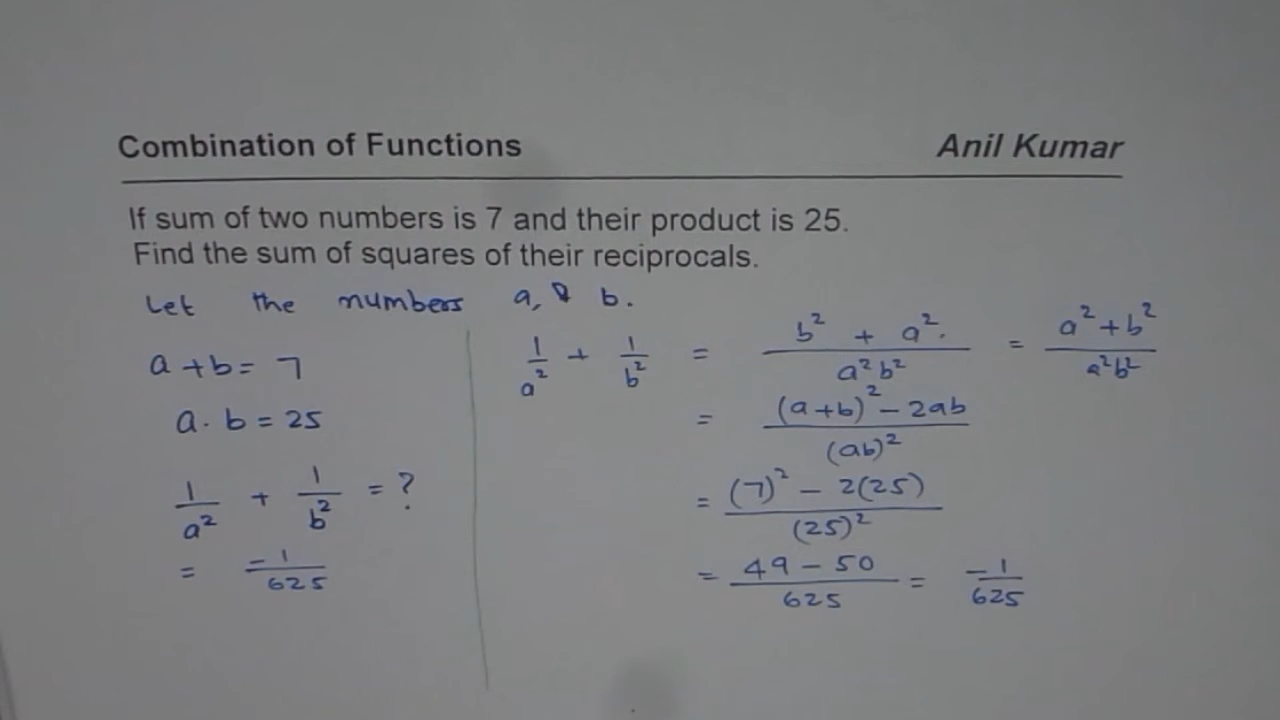 Combination of Functions Anil Kumar
If sum of two numbers is 7 and their product is 25.
Find the sum of squares of their reciprocals.
Let the numbers a, & b.
a + b = 7
a · b = 25
1/a² + 1/b² = ?
= -1/625
1/a² + 1/b² = (b² + a²)/(a²b²) = (a² + b²)/(a²b²)
= ((a+b)² - 2ab)/(ab)²
= ((7)² - 2(25))/(25)²
= (49 - 50)/625 = -1/625